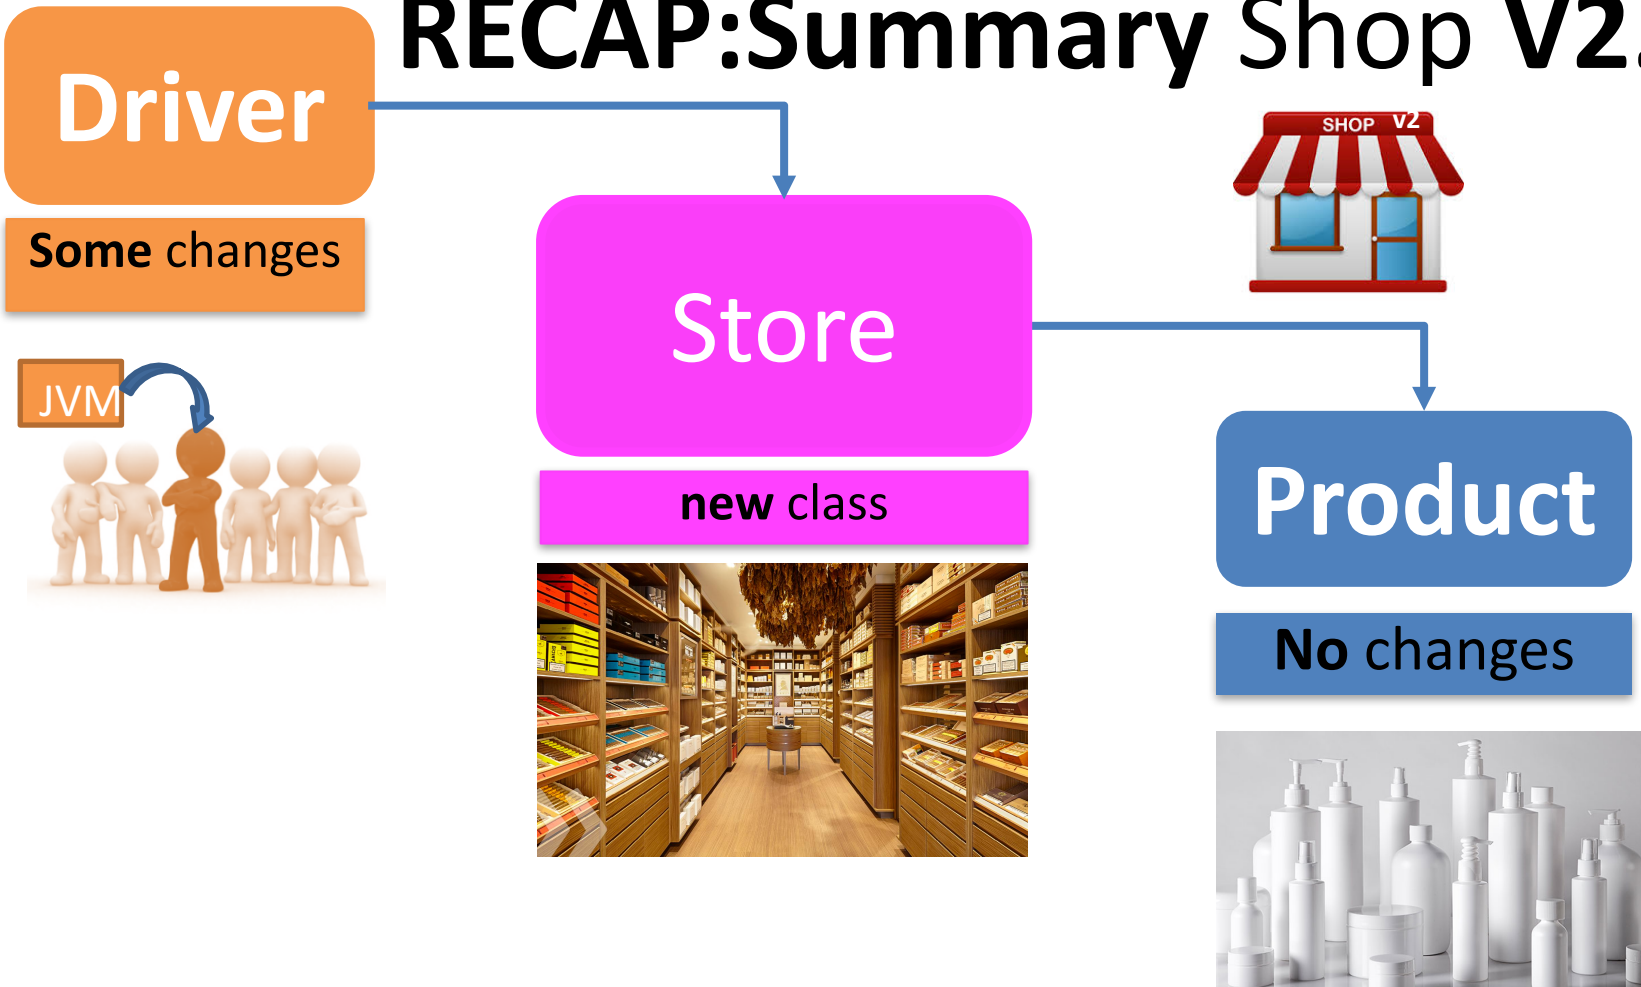 RECAP:Summary Shop V2.
Driver
SHOP v2
Some changes
Store
JVM
new class
Product
No changes